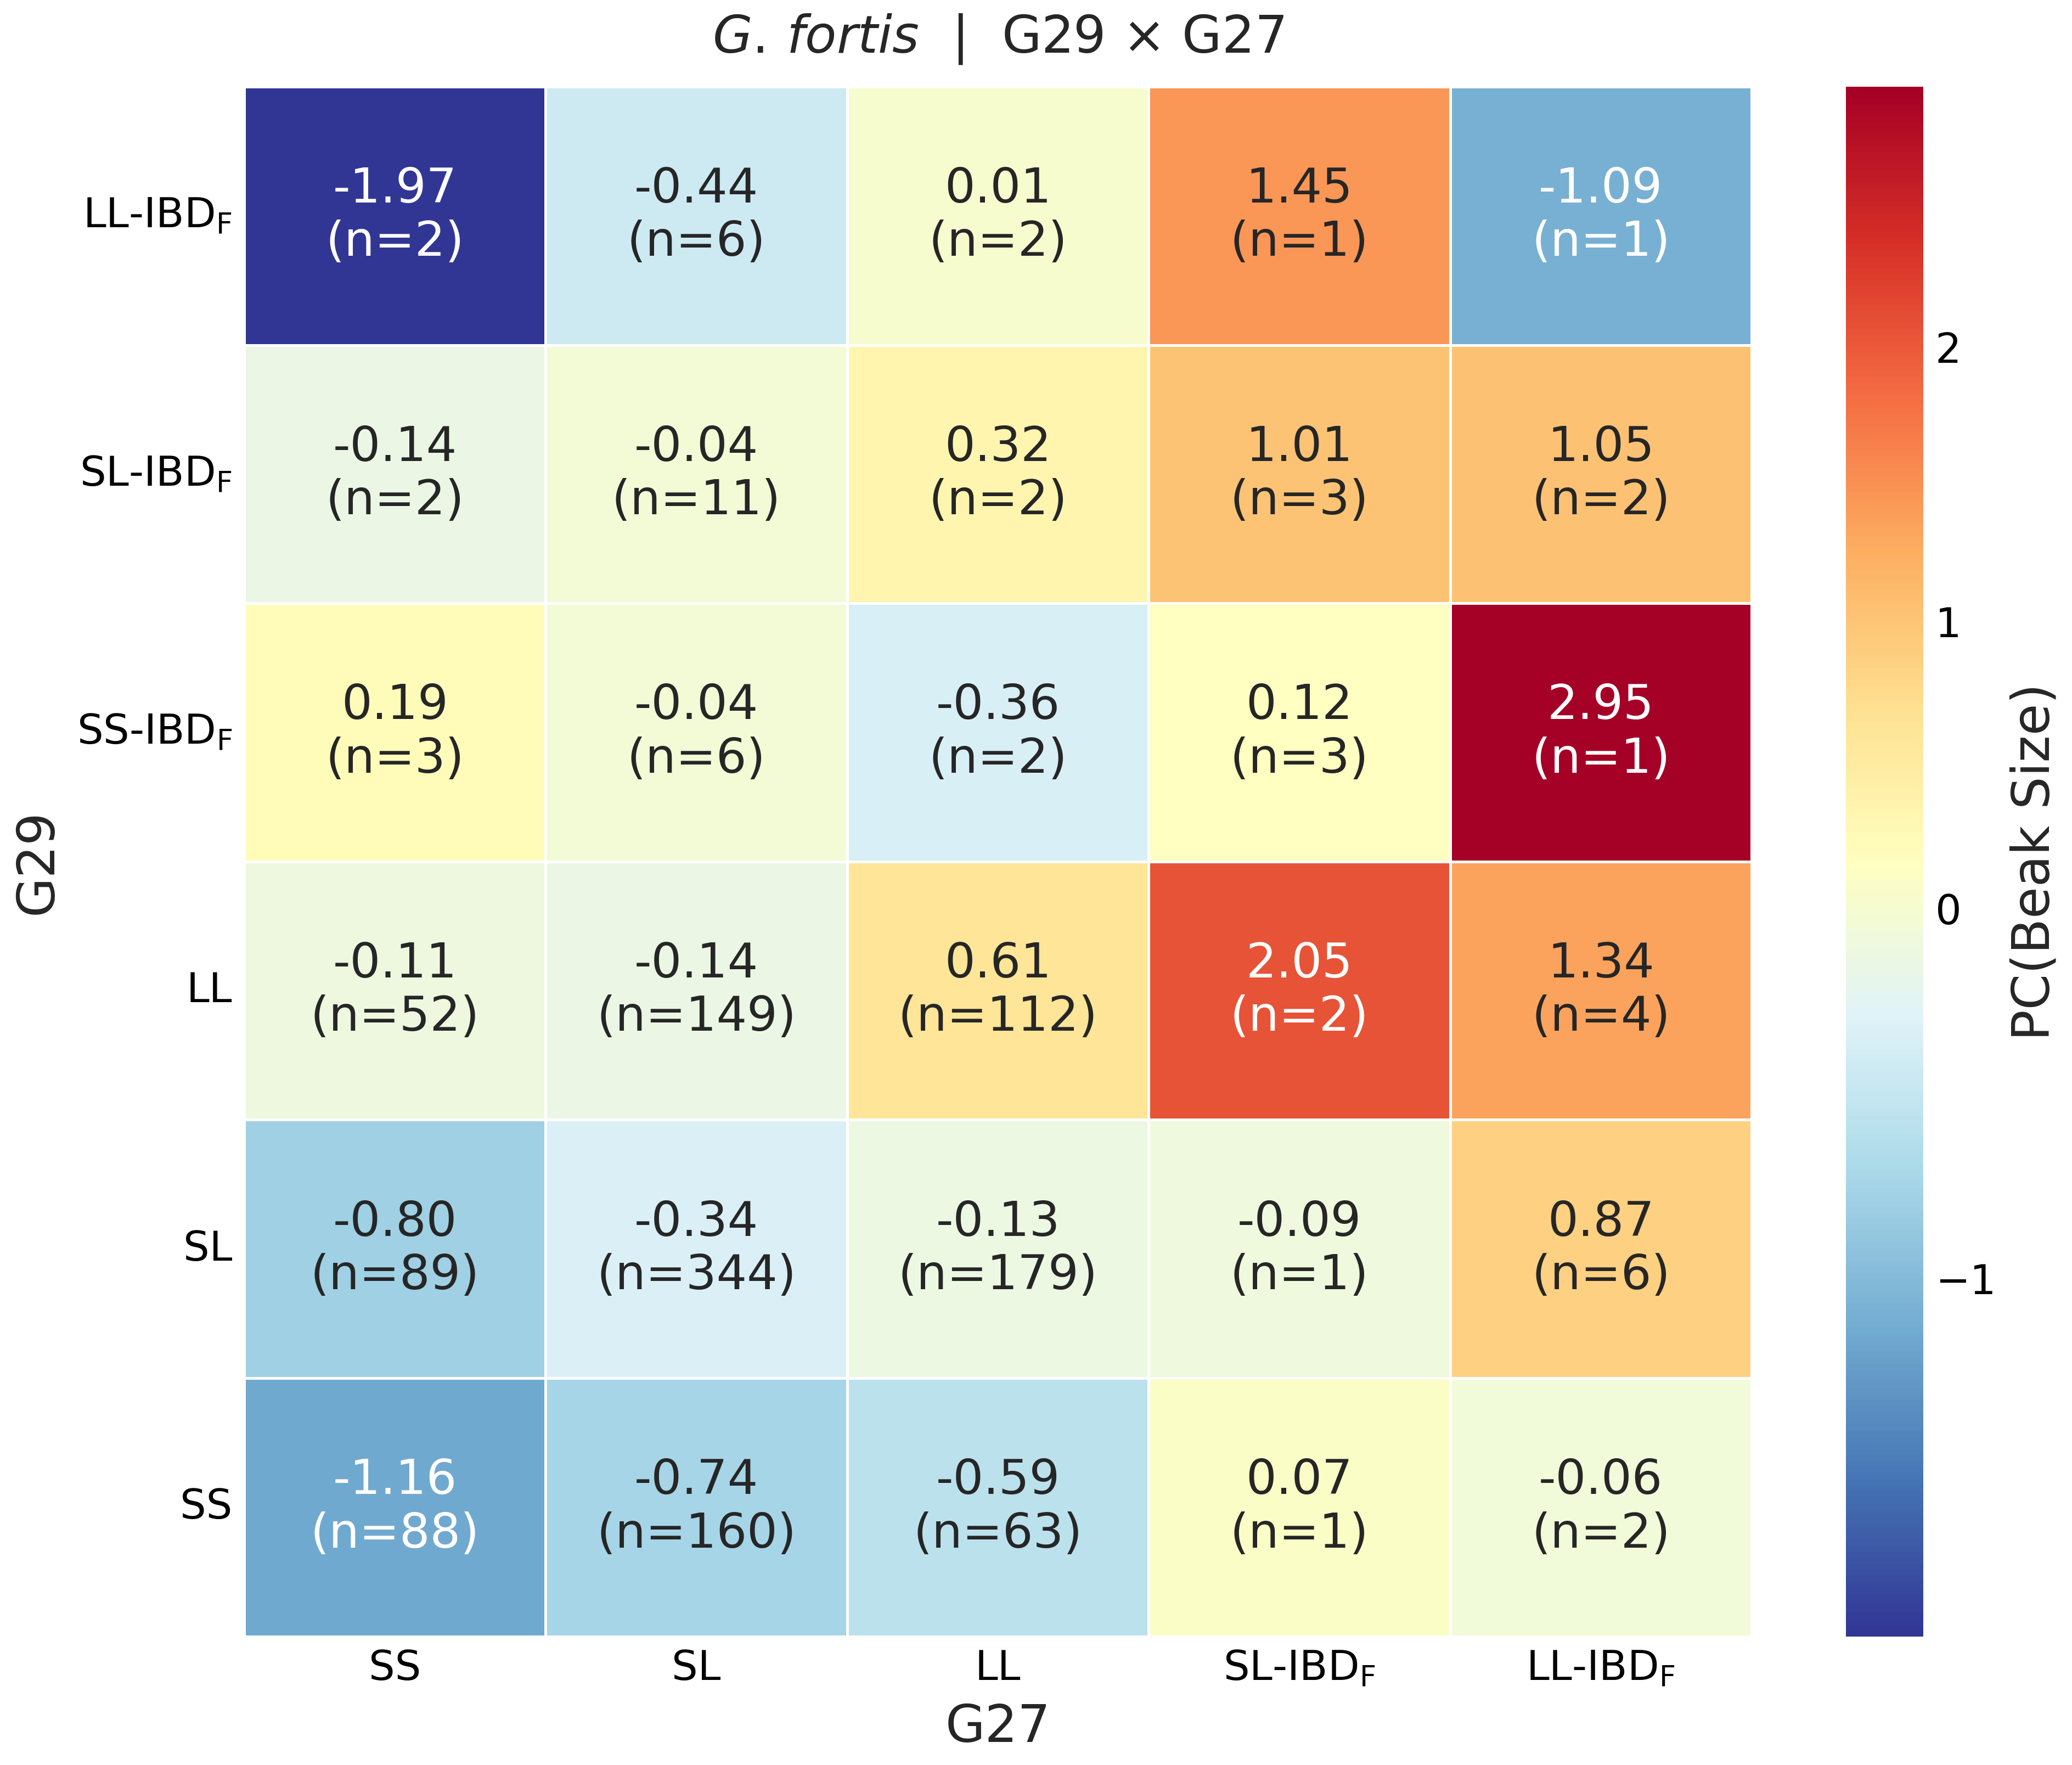 G. fortis | G29 × G27
LL-IBD_F
-1.97 -0.44 0.01 1.45 -1.09
(n=2) (n=6) (n=2) (n=1) (n=1)
SL-IBD_F
-0.14 -0.04 0.32 1.01 1.05
(n=2) (n=11) (n=2) (n=3) (n=2)
SS-IBD_F
0.19 -0.04 -0.36 0.12 2.95
(n=3) (n=6) (n=2) (n=3) (n=1)
LL
-0.11 -0.14 0.61 2.05 1.34
(n=52) (n=149) (n=112) (n=2) (n=4)
SL
-0.80 -0.34 -0.13 -0.09 0.87
(n=89) (n=344) (n=179) (n=1) (n=6)
SS
-1.16 -0.74 -0.59 0.07 -0.06
(n=88) (n=160) (n=63) (n=1) (n=2)
SS SL LL SL-IBD_F LL-IBD_F
G27
G29
2
1
0
−1
PC(Beak Size)